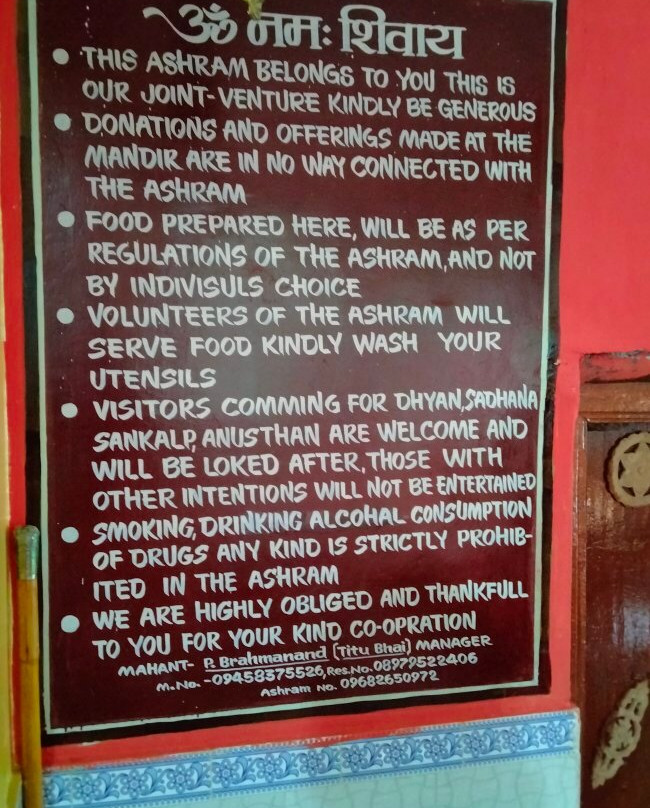 ॐ नमः शिवाय
• THIS ASHRAM BELONGS TO YOU THIS IS
OUR JOINT-VENTURE KINDLY BE GENEROUS
• DONATIONS AND OFFERINGS MADE AT THE
MANDIR ARE IN NO WAY CONNECTED WITH
THE ASHRAM
• FOOD PREPARED HERE, WILL BE AS PER
REGULATIONS OF THE ASHRAM, AND NOT
BY INDIVISULS CHOICE
• VOLUNTEERS OF THE ASHRAM WILL
SERVE FOOD KINDLY WASH YOUR
UTENSILS
• VISITORS COMMING FOR DHYAN, SADHANA
SANKALP, ANUSTHAN ARE WELCOME AND
WILL BE LOKED AFTER, THOSE WITH
OTHER INTENTIONS WILL NOT BE ENTERTAINED
• SMOKING, DRINKING ALCOHAL CONSUMPTION
OF DRUGS ANY KIND IS STRICTLY PROHIB-
ITED IN THE ASHRAM
• WE ARE HIGHLY OBLIGED AND THANKFULL
TO YOU FOR YOUR KIND CO-OPRATION
MAHANT- P. Brahmanand (Titu Bhai) MANAGER
M.No. -09458375526, Res.No. 08979522406
Ashram No. 09682650972